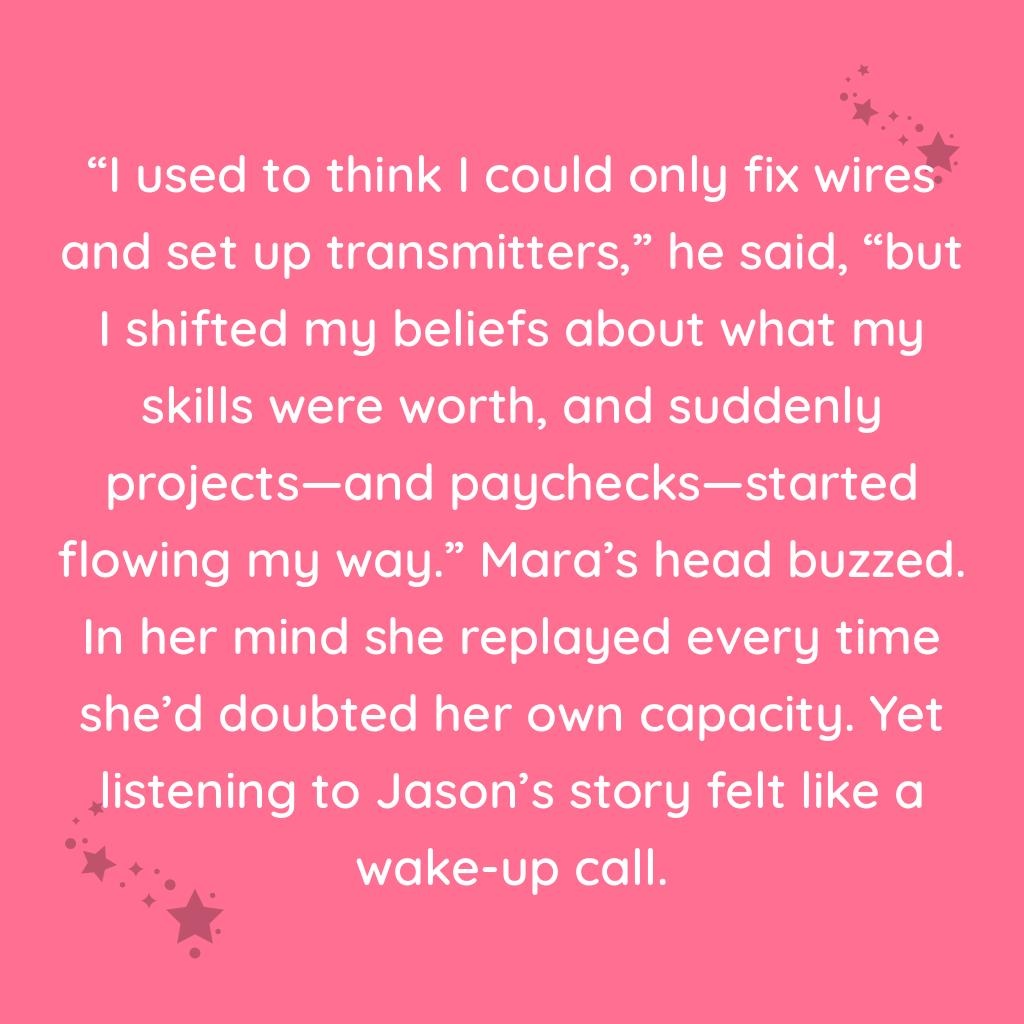 “I used to think I could only fix wires
and set up transmitters,” he said, “but
I shifted my beliefs about what my
skills were worth, and suddenly
projects—and paychecks—started
flowing my way.” Mara’s head buzzed.
In her mind she replayed every time
she’d doubted her own capacity. Yet
listening to Jason’s story felt like a
wake-up call.